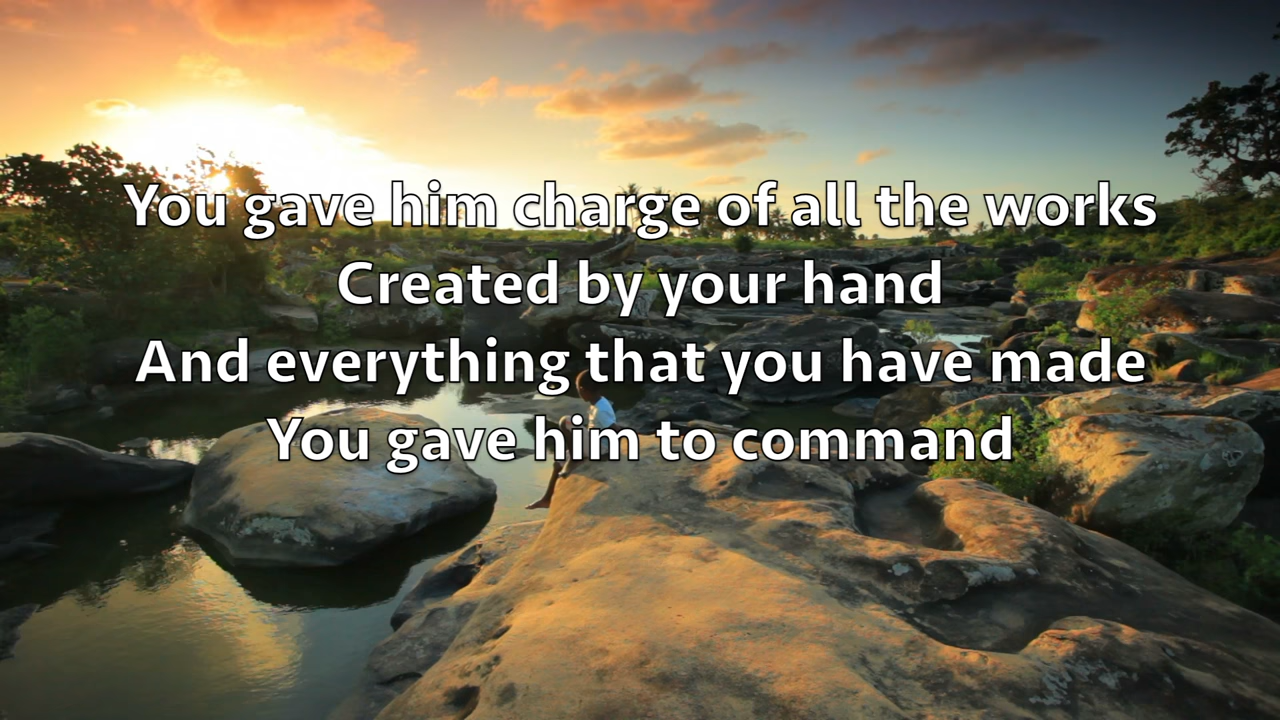 You gave him charge of all the works
Created by your hand
And everything that you have made
You gave him to command